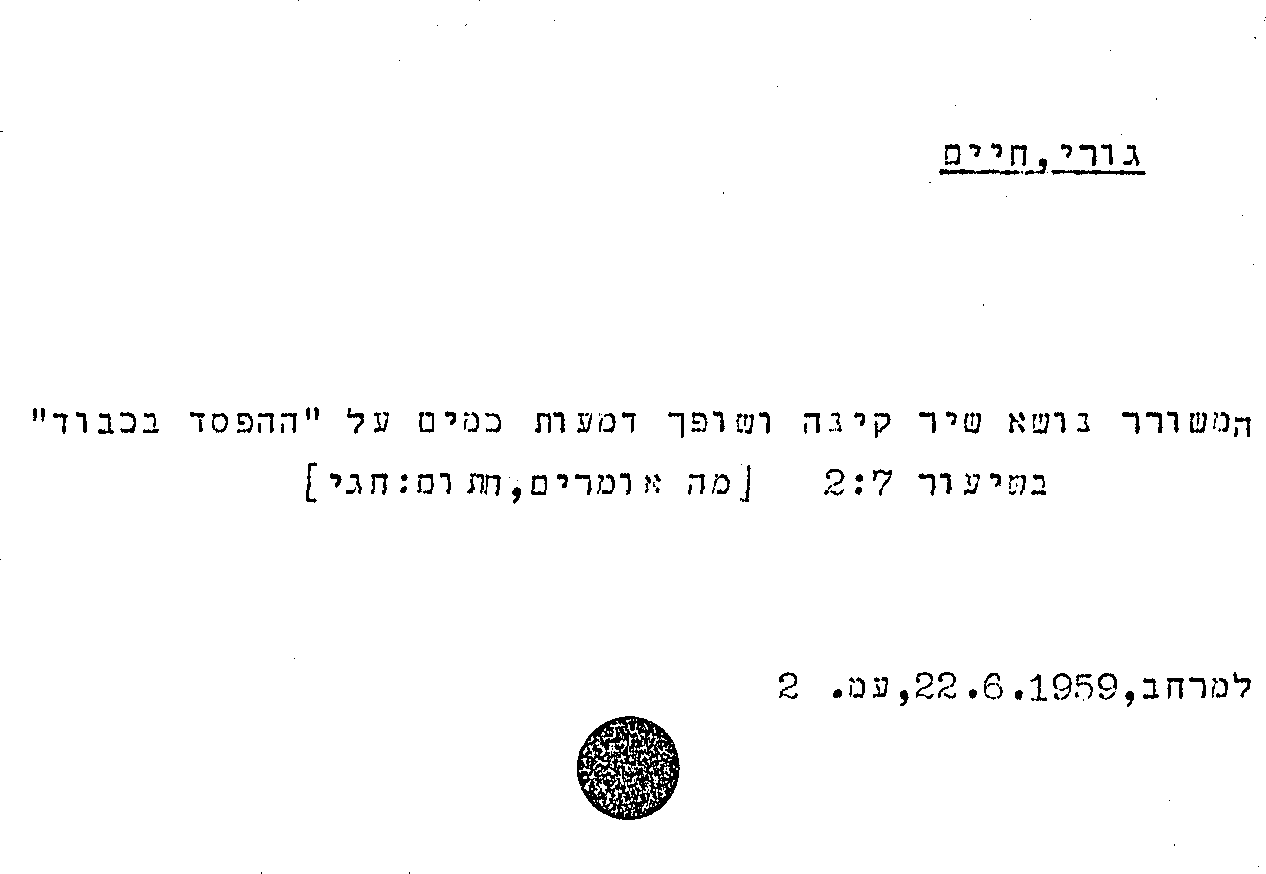 גורי,חיים
המשורר נושא שיר קינה ושופך דמעות כמים על "ההפסד בכבוד"
בשיעור 2:7 [מה אומרים,חתום:חגי]
למרחב,22.6.1959,עמ. 2